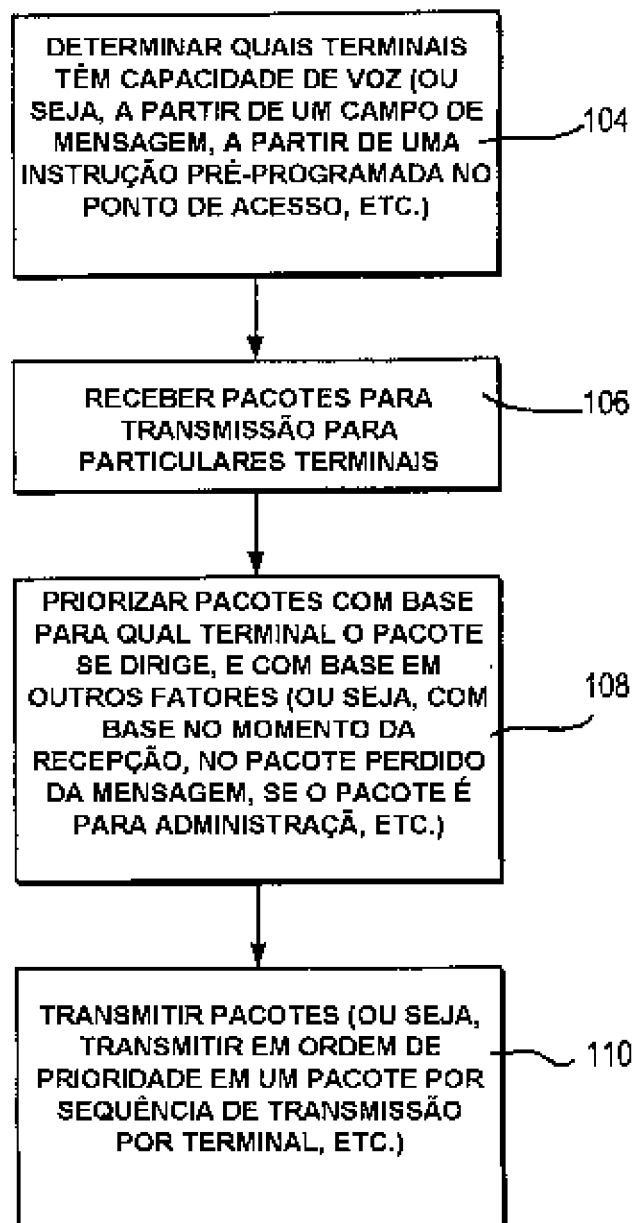 DETERMINAR QUAIS TERMINAIS
TÊM CAPACIDADE DE VOZ (OU
SEJA, A PARTIR DE UM CAMPO DE
MENSAGEM, A PARTIR DE UMA
INSTRUÇÃO PRÉ-PROGRAMADA NO
PONTO DE ACESSO, ETC.)
104
RECEBER PACOTES PARA
TRANSMISSÃO PARA
PARTICULARES TERMINAIS
106
PRIORIZAR PACOTES COM BASE
PARA QUAL TERMINAL O PACOTE
SE DIRIGE, E COM BASE EM
OUTROS FATORES (OU SEJA, COM
BASE NO MOMENTO DA
RECEPÇÃO, NO PACOTE PERDIDO
DA MENSAGEM, SE O PACOTE É
PARA ADMINISTRAÇÃ, ETC.)
108
TRANSMITIR PACOTES (OU SEJA,
TRANSMITIR EM ORDEM DE
PRIORIDADE EM UM PACOTE POR
SEQUÊNCIA DE TRANSMISSÃO
POR TERMINAL, ETC.)
110